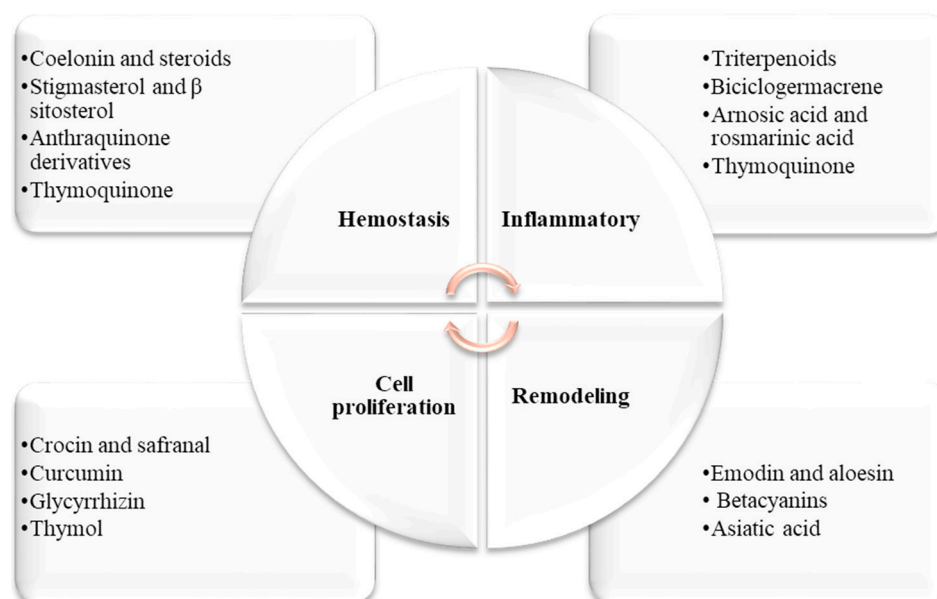 •Coelonin and steroids
•Stigmasterol and β
sitosterol
•Anthraquinone
derivatives
•Thymoquinone
•Triterpenoids
•Biciclogermacrene
•Arnosic acid and
rosmarinic acid
•Thymoquinone
Hemostasis
Inflammatory
Cell
proliferation
Remodeling
•Crocin and safranal
•Curcumin
•Glycyrrhizin
•Thymol
•Emodin and aloesin
• Betacyanins
•Asiatic acid